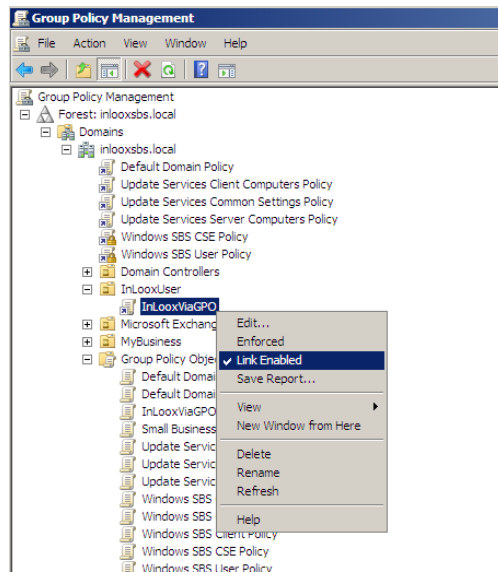 Group Policy Management
File Action View Window Help
Group Policy Management
Forest: inlooxsbs.local
Domains
inlooxsbs.local
Default Domain Policy
Update Services Client Computers Policy
Update Services Common Settings Policy
Update Services Server Computers Policy
Windows SBS CSE Policy
Windows SBS User Policy
Domain Controllers
InLooxUser
InLooxViaGPO
Microsoft Exchang
MyBusiness
Group Policy Obje
Default Domai
Default Domai
InLooxViaGPO
Small Business
Update Servic
Update Servic
Update Servic
Windows SBS
Windows SBS
Windows SBS Client Policy
Windows SBS CSE Policy
Windows SBS User Policy
Edit...
Enforced
Link Enabled
Save Report...
View
New Window from Here
Delete
Rename
Refresh
Help